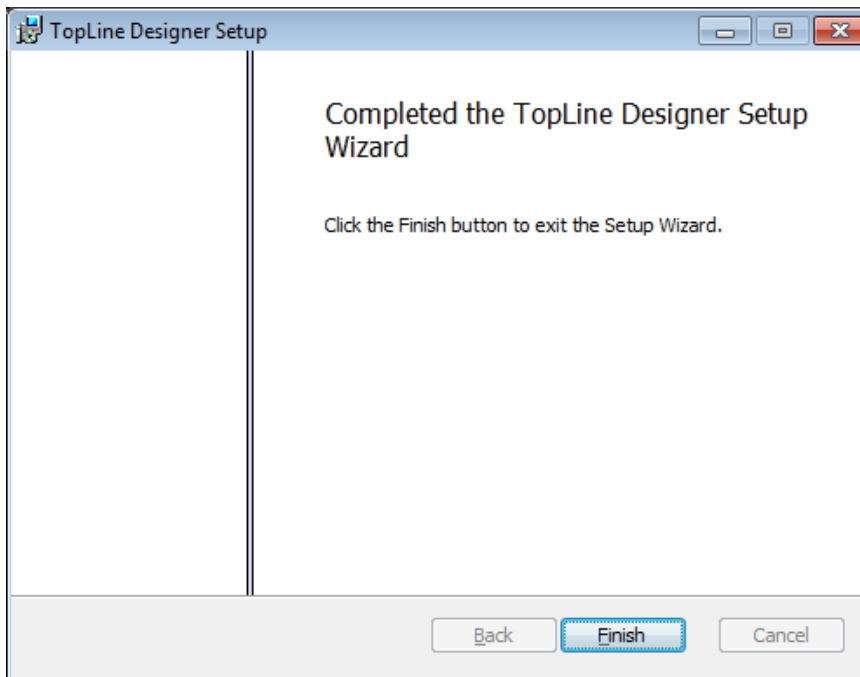 TopLine Designer Setup
Completed the TopLine Designer Setup
Wizard
Click the Finish button to exit the Setup Wizard.
Back
Finish
Cancel